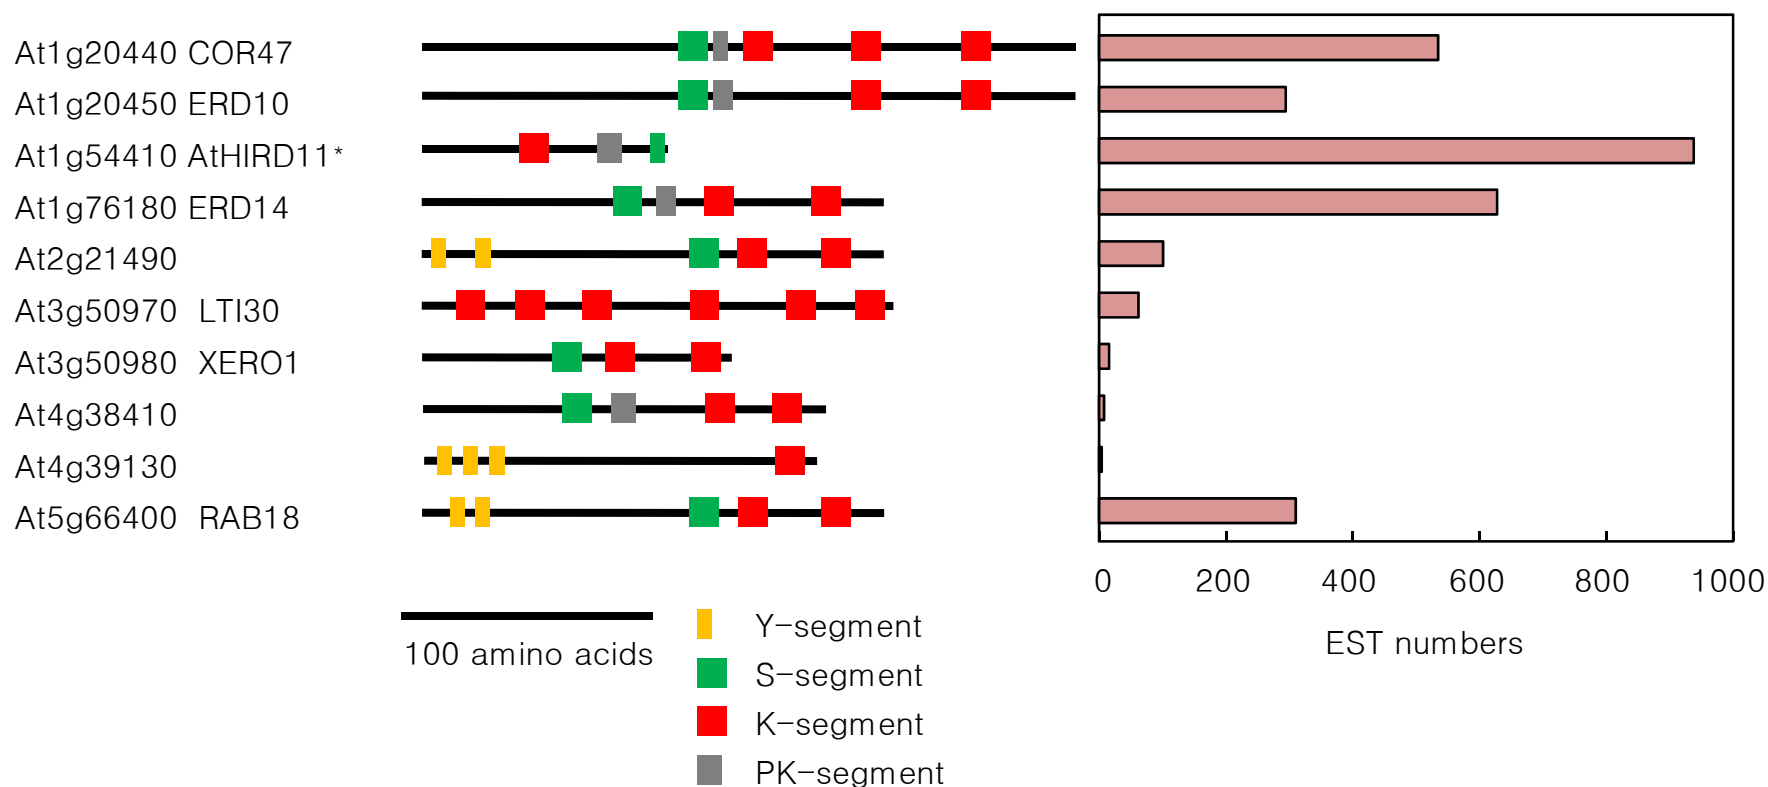 At1g20440 COR47
At1g20450 ERD10
At1g54410 AtHIRD11*
At1g76180 ERD14
At2g21490
At3g50970 LTI30
At3g50980 XERO1
At4g38410
At4g39130
At5g66400 RAB18
0 200 400 600 800 1000
EST numbers
100 amino acids
Y-segment
S-segment
K-segment
PK-segment